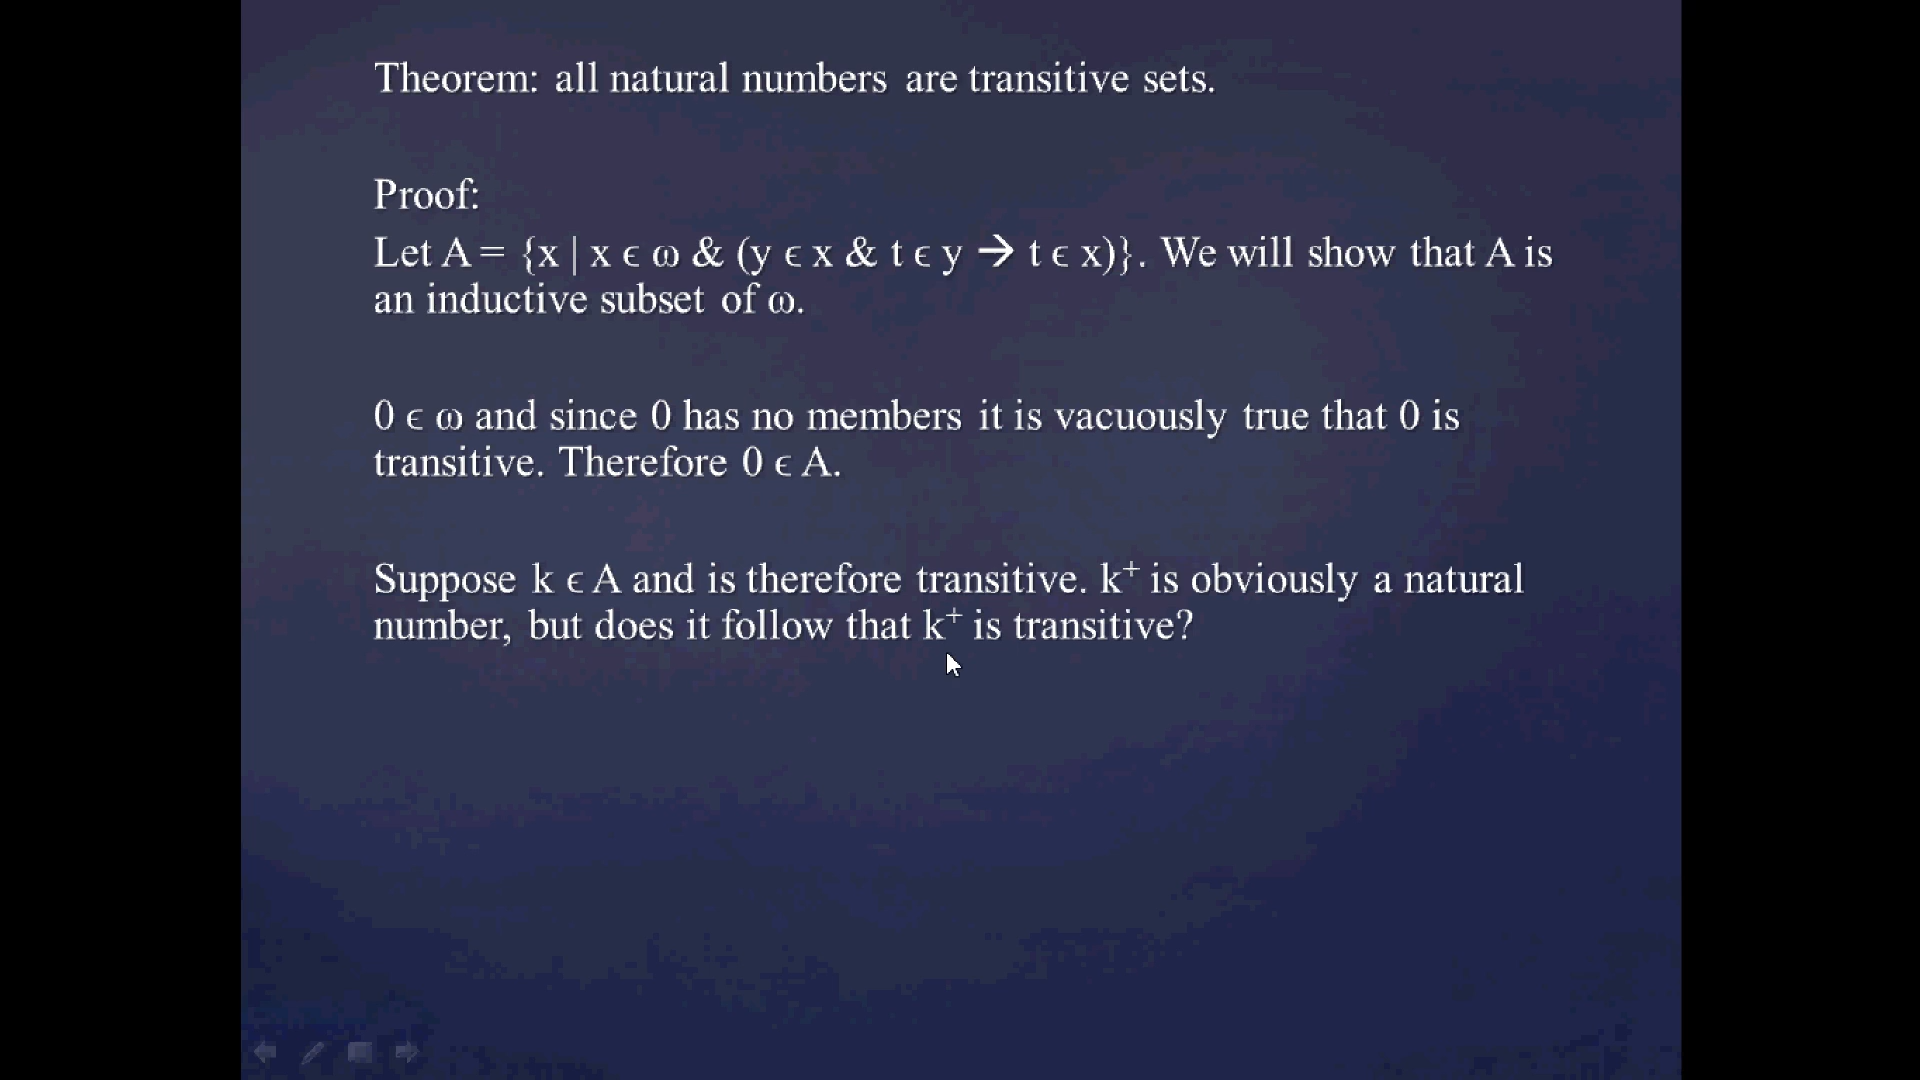 Theorem: all natural numbers are transitive sets.
Proof:
Let A = {x | x ϵ ω & (y ϵ x & t ϵ y → t ϵ x)}. We will show that A is
an inductive subset of ω.
0 ϵ ω and since 0 has no members it is vacuously true that 0 is
transitive. Therefore 0 ϵ A.
Suppose k ϵ A and is therefore transitive. k⁺ is obviously a natural
number, but does it follow that k⁺ is transitive?